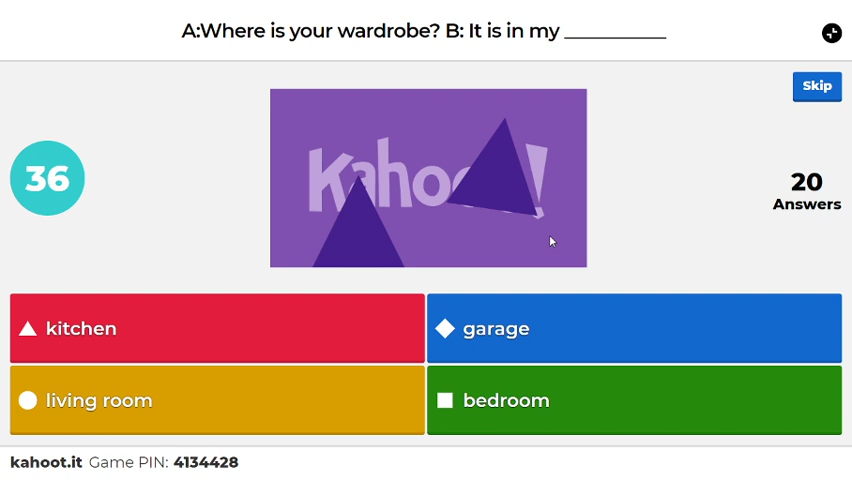 A:Where is your wardrobe? B: It is in my __________
Skip
36
Kahoot!
20
Answers
kitchen
garage
living room
bedroom
kahoot.it Game PIN: 4134428